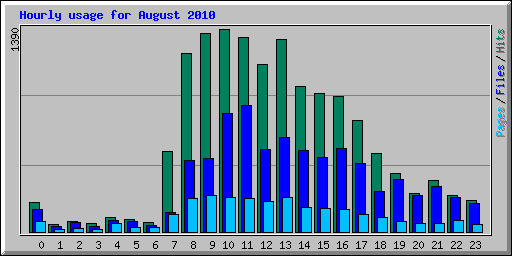 Hourly usage for August 2010
1390
Pages/Files/Hits
0 1 2 3 4 5 6 7 8 9 10 11 12 13 14 15 16 17 18 19 20 21 22 23